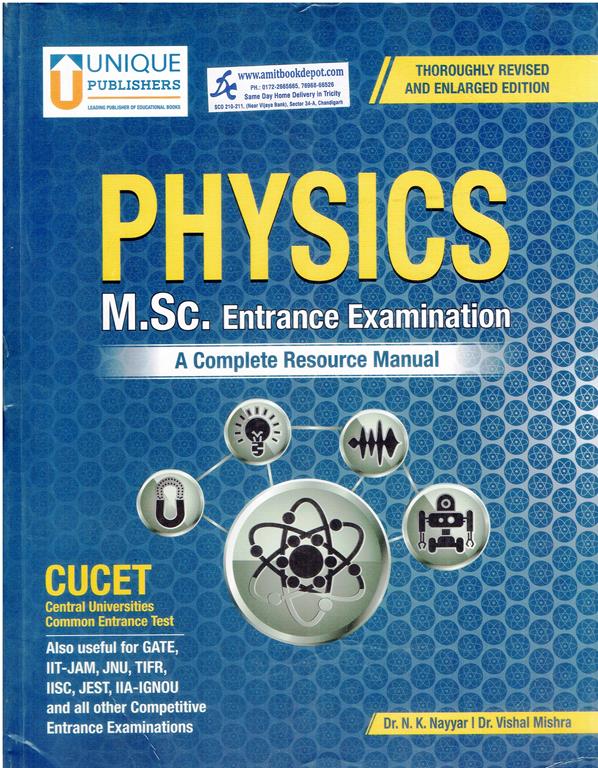 UNIQUE
PUBLISHERS
LEADING PUBLISHER OF EDUCATIONAL BOOKS
www.amitbookdepot.com
PH.: 0172-2665665, 76968-66526
Same Day Home Delivery in Tricity
SCO 210-211, (Near Vijaya Bank), Sector 34-A, Chandigarh
THOROUGHLY REVISED
AND ENLARGED EDITION
PHYSICS
M.Sc. Entrance Examination
A Complete Resource Manual
CUCET
Central Universities
Common Entrance Test
Also useful for GATE,
IIT-JAM, JNU, TIFR,
IISC, JEST, IIA-IGNOU
and all other Competitive
Entrance Examinations
Dr. N. K. Nayyar | Dr. Vishal Mishra